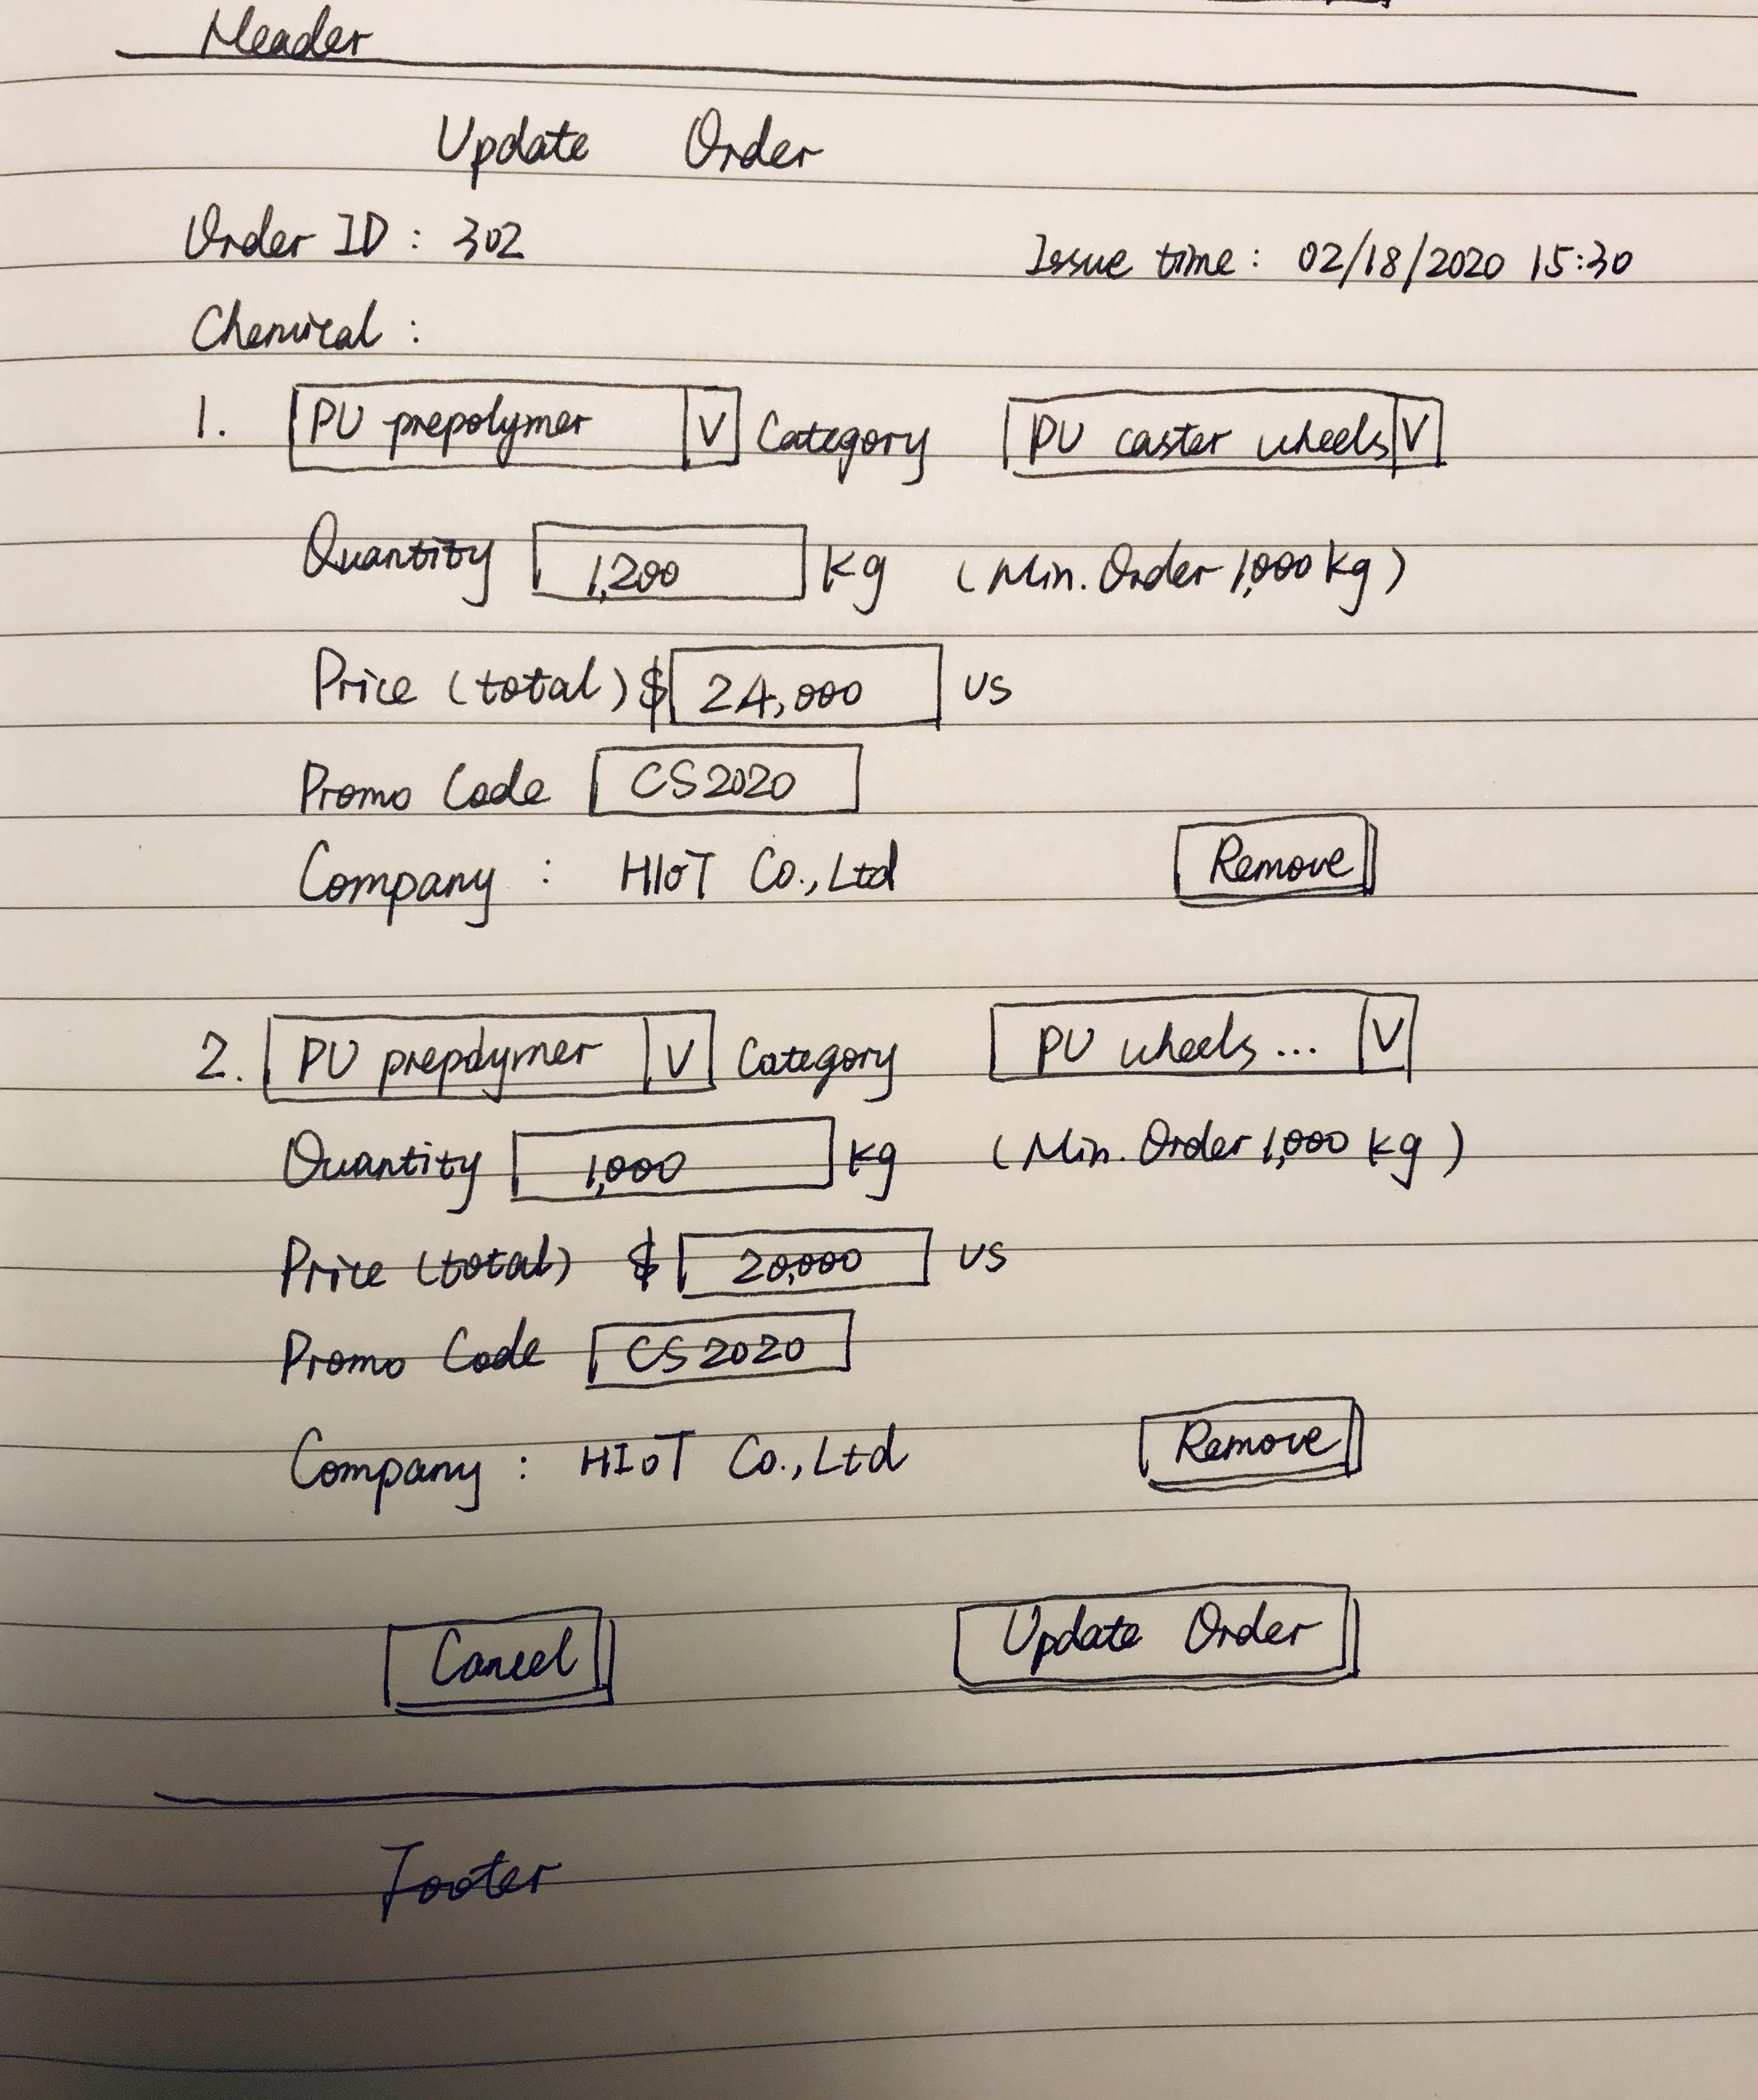 Header
Update Order
Order ID : 302 Issue time : 02/18/2020 15:30
Chemical :
1. PU prepolymer V Category PU caster wheels V
Quantity 1,200 kg (Min. Order 1,000 kg)
Price (total) $ 24,000 US
Promo Code CS2020
Company : HIoT Co., Ltd Remove
2. PU prepolymer V Category PU wheels... V
Quantity 1,000 kg (Min. Order 1,000 kg)
Price (total) $ 20,000 US
Promo Code CS2020
Company : HIoT Co., Ltd Remove
Cancel Update Order
Footer